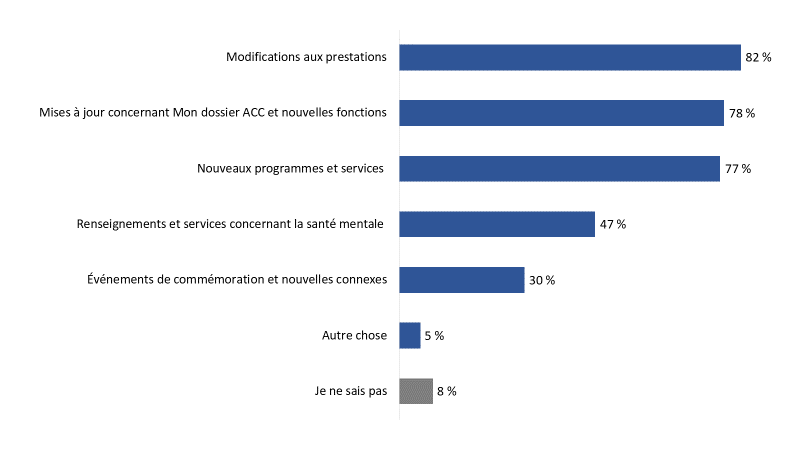 Modifications aux prestations 82 %
Mises à jour concernant Mon dossier ACC et nouvelles fonctions 78 %
Nouveaux programmes et services 77 %
Renseignements et services concernant la santé mentale 47 %
Événements de commémoration et nouvelles connexes 30 %
Autre chose 5 %
Je ne sais pas 8 %